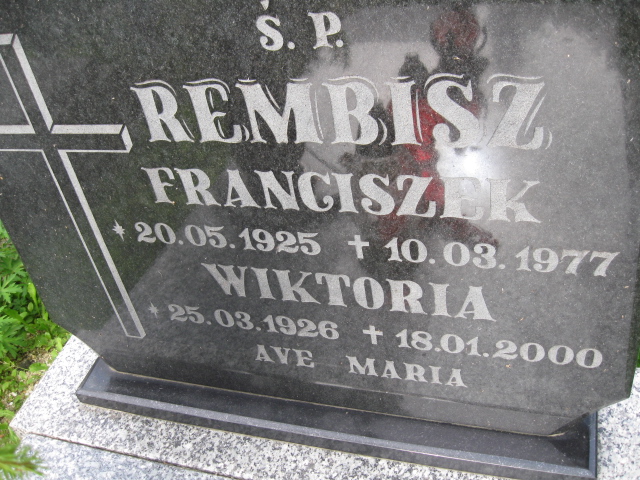 Ś. P.
REMBISZ
FRANCISZEK
* 20.05.1925 ✝ 10.03.1977
WIKTORIA
* 25.03.1926 ✝ 18.01.2000
AVE MARIA